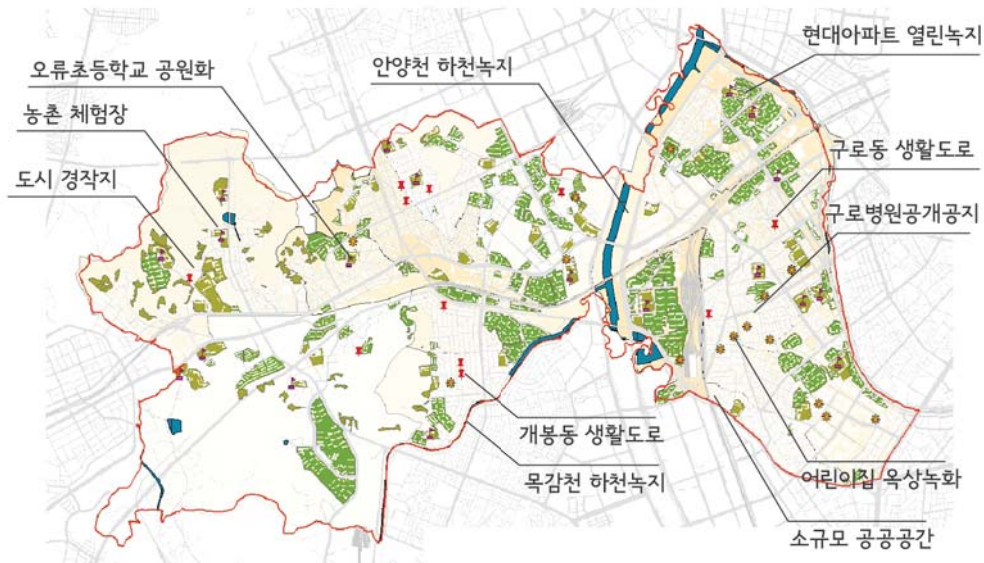 현대아파트 열린녹지
오류초등학교 공원화
안양천 하천녹지
농촌 체험장
구로동 생활도로
도시 경작지
구로병원공개공지
개봉동 생활도로
어린이집 옥상녹화
목감천 하천녹지
소규모 공공공간